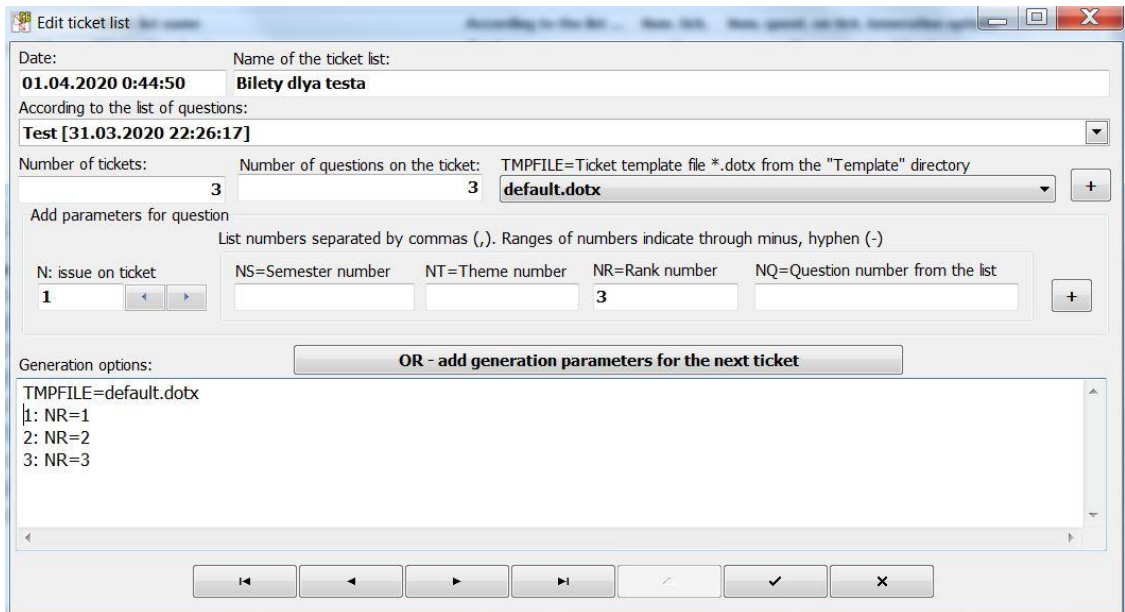 Edit ticket list
Date: Name of the ticket list:
01.04.2020 0:44:50 Bilety dlya testa
According to the list of questions:
Test [31.03.2020 22:26:17]
Number of tickets: Number of questions on the ticket: TMPFILE=Ticket template file *.dotx from the "Template" directory
3 3 default.dotx +
Add parameters for question
List numbers separated by commas (,). Ranges of numbers indicate through minus, hyphen (-)
N: issue on ticket NS=Semester number NT=Theme number NR=Rank number NQ=Question number from the list
1 3 +
Generation options: OR - add generation parameters for the next ticket
TMPFILE=default.dotx
1: NR=1
2: NR=2
3: NR=3